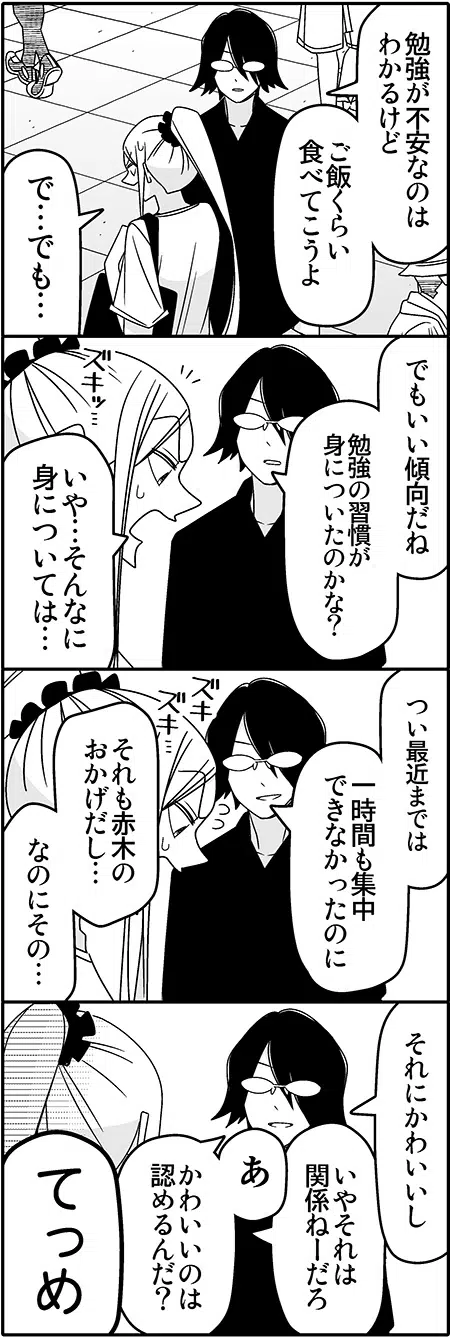 勉強が不安なのは
わかるけど
ご飯くらい
食べてこうよ
で…でも…
でもいい傾向だね
勉強の習慣が
身についたのかな？
ズキッ
いや…そんなに
身については…
つい最近までは
一時間も集中
できなかったのに
ズキ
ズキ
それも赤木の
おかげだし…
なのにその…
それにかわいいし
いやそれは
関係ねーだろ
あ
かわいいのは
認めるんだ？
てっめ